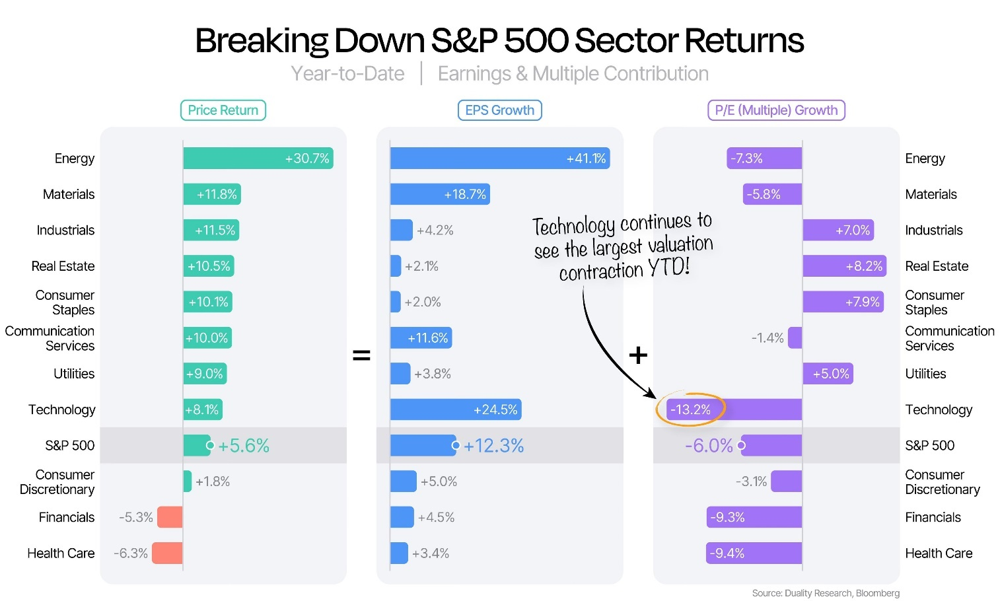 Breaking Down S&P 500 Sector Returns
Year-to-Date | Earnings & Multiple Contribution
Price Return
EPS Growth
P/E (Multiple) Growth
Energy +30.7% +41.1% -7.3% Energy
Materials +11.8% +18.7% -5.8% Materials
Technology continues to
see the largest valuation
contraction YTD!
Industrials +11.5% +4.2% +7.0% Industrials
Real Estate +10.5% +2.1% +8.2% Real Estate
Consumer
Staples +10.1% +2.0% +7.9% Consumer
Staples
Communication
Services +10.0% +11.6% -1.4% Communication
Services
= +
Utilities +9.0% +3.8% +5.0% Utilities
Technology +8.1% +24.5% -13.2% Technology
S&P 500 +5.6% +12.3% -6.0% S&P 500
Consumer
Discretionary +1.8% +5.0% -3.1% Consumer
Discretionary
Financials -5.3% +4.5% -9.3% Financials
Health Care -6.3% +3.4% -9.4% Health Care
Source: Duality Research, Bloomberg